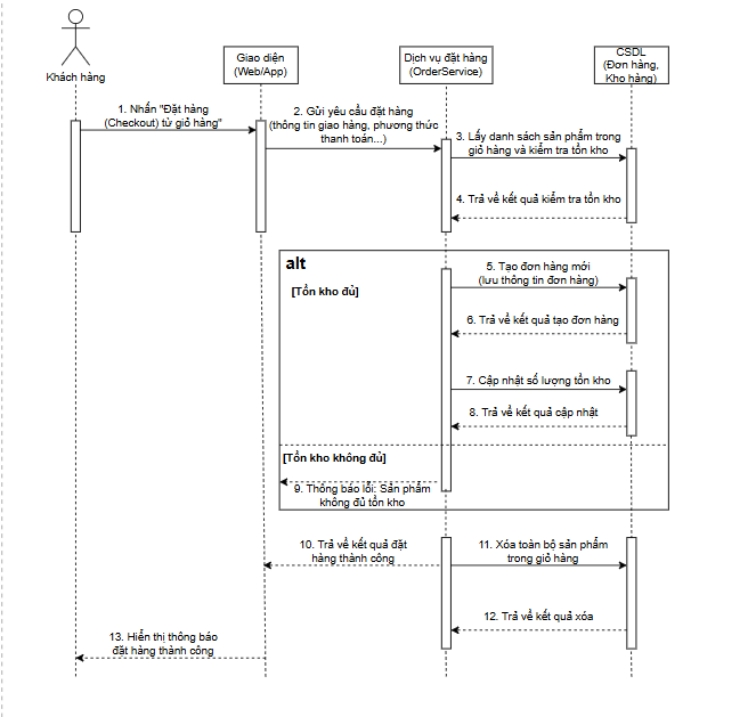 Khách hàng
Giao diện
(Web/App)
Dịch vụ đặt hàng
(OrderService)
CSDL
(Đơn hàng,
Kho hàng)
1. Nhấn "Đặt hàng
(Checkout) từ giỏ hàng"
2. Gửi yêu cầu đặt hàng
(thông tin giao hàng, phương thức
thanh toán...)
3. Lấy danh sách sản phẩm trong
giỏ hàng và kiểm tra tồn kho
4. Trả về kết quả kiểm tra tồn kho
alt
[Tồn kho đủ]
5. Tạo đơn hàng mới
(lưu thông tin đơn hàng)
6. Trả về kết quả tạo đơn hàng
7. Cập nhật số lượng tồn kho
8. Trả về kết quả cập nhật
[Tồn kho không đủ]
9. Thông báo lỗi: Sản phẩm
không đủ tồn kho
10. Trả về kết quả đặt
hàng thành công
11. Xóa toàn bộ sản phẩm
trong giỏ hàng
12. Trả về kết quả xóa
13. Hiển thị thông báo
đặt hàng thành công